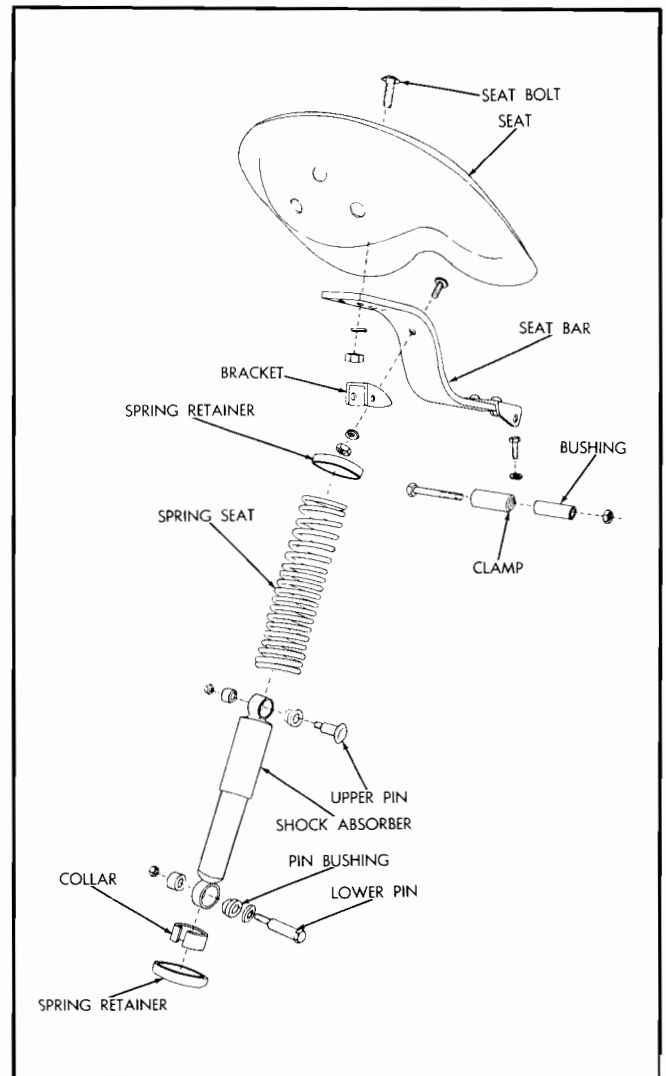 SEAT BOLT
SEAT
SEAT BAR
BRACKET
SPRING RETAINER
BUSHING
SPRING SEAT
CLAMP
UPPER PIN
SHOCK ABSORBER
PIN BUSHING
COLLAR
LOWER PIN
SPRING RETAINER